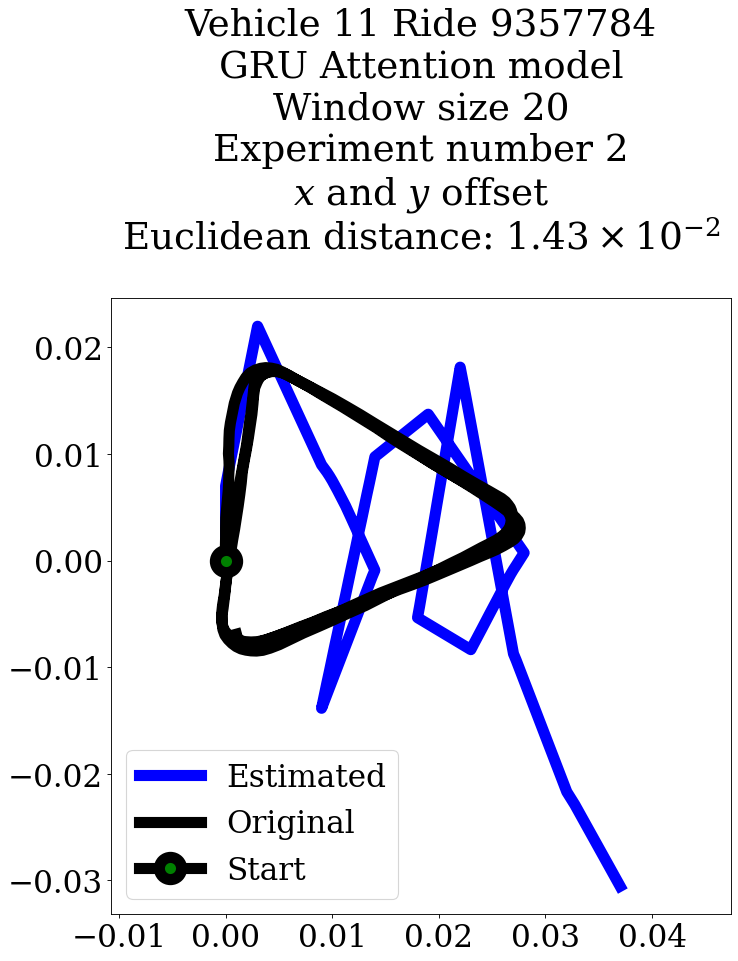 Vehicle 11 Ride 9357784
GRU Attention model
Window size 20
Experiment number 2
x and y offset
Euclidean distance: 1.43 × 10⁻²
0.02
0.01
0.00
−0.01
−0.02
−0.03
Estimated
Original
Start
−0.01 0.00 0.01 0.02 0.03 0.04